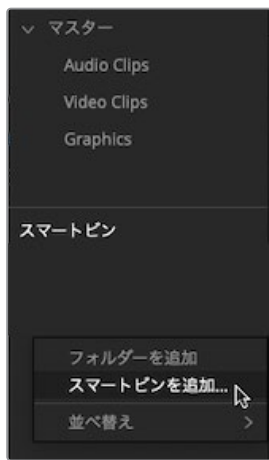 マスター
Audio Clips
Video Clips
Graphics
スマートビン
フォルダーを追加
スマートビンを追加...
並べ替え